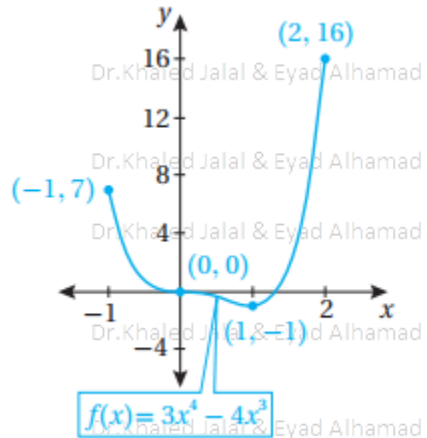 y
(2, 16)
16
Dr.Khaled Jalal & Eyad Alhamad
12
Dr.Khaled Jalal & Eyad Alhamad
8
(−1, 7)
4
Dr.Khaled Jalal & Eyad Alhamad
(0, 0)
−1 2 x
(1, −1)
Dr.Khaled Jalal & Eyad Alhamad
−4
f(x) = 3x⁴ − 4x³
Dr.Khaled Jalal & Eyad Alhamad